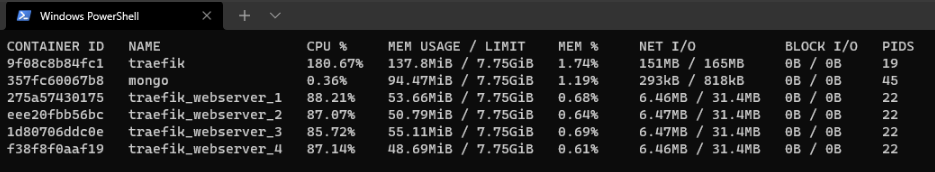 Windows PowerShell
CONTAINER ID NAME CPU % MEM USAGE / LIMIT MEM % NET I/O BLOCK I/O PIDS
9f08c8b84fc1 traefik 180.67% 137.8MiB / 7.75GiB 1.74% 151MB / 165MB 0B / 0B 19
357fc60067b8 mongo 0.36% 94.47MiB / 7.75GiB 1.19% 293kB / 818kB 0B / 0B 45
275a57430175 traefik_webserver_1 88.21% 53.66MiB / 7.75GiB 0.68% 6.46MB / 31.4MB 0B / 0B 22
eee20fbb56bc traefik_webserver_2 87.07% 50.79MiB / 7.75GiB 0.64% 6.47MB / 31.4MB 0B / 0B 22
1d80706ddc0e traefik_webserver_3 85.72% 55.11MiB / 7.75GiB 0.69% 6.47MB / 31.4MB 0B / 0B 22
f38f8f0aaf19 traefik_webserver_4 87.14% 48.69MiB / 7.75GiB 0.61% 6.46MB / 31.4MB 0B / 0B 22